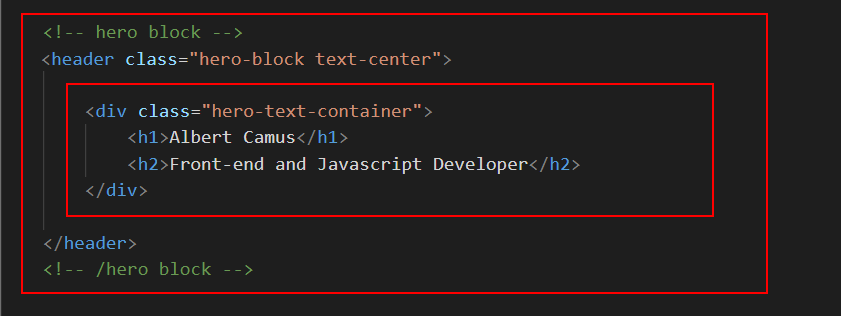 <!-- hero block -->
<header class="hero-block text-center">
<div class="hero-text-container">
<h1>Albert Camus</h1>
<h2>Front-end and Javascript Developer</h2>
</div>
</header>
<!-- /hero block -->